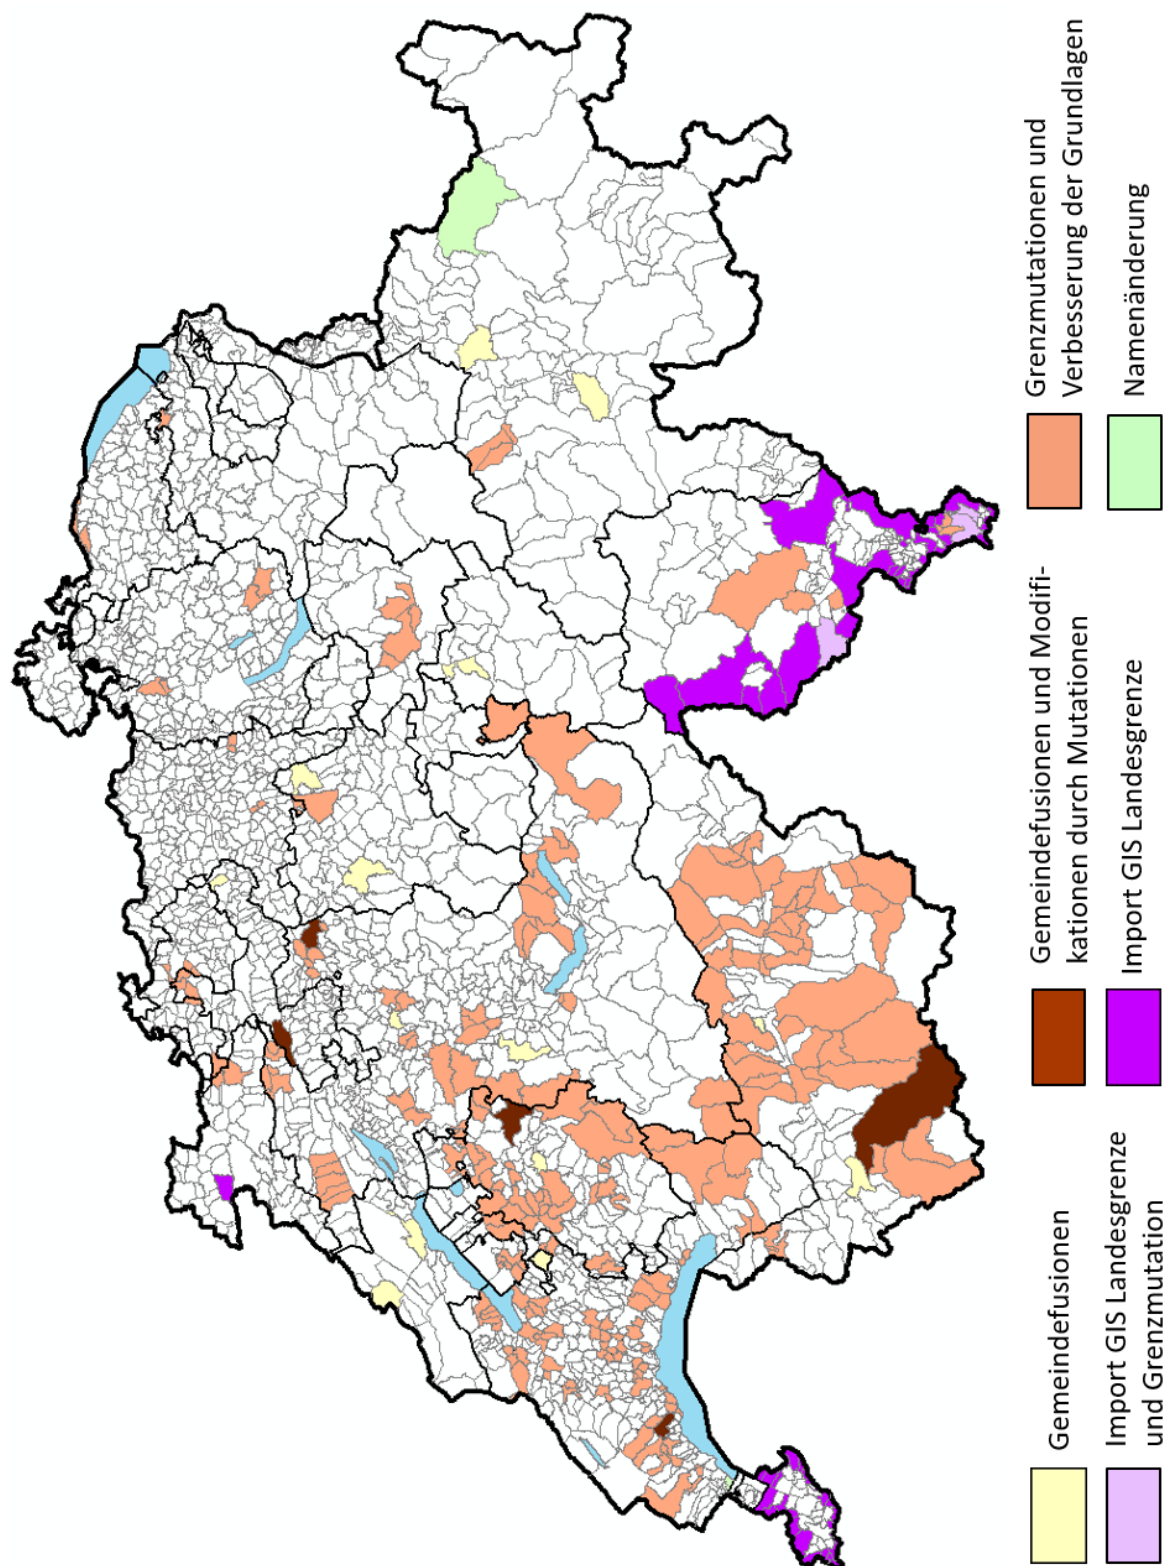 Gemeindefusionen
Gemeindefusionen und Modifi-
kationen durch Mutationen
Grenzmutationen und
Verbesserung der Grundlagen
Import GIS Landesgrenze
und Grenzmutation
Import GIS Landesgrenze
Namenänderung